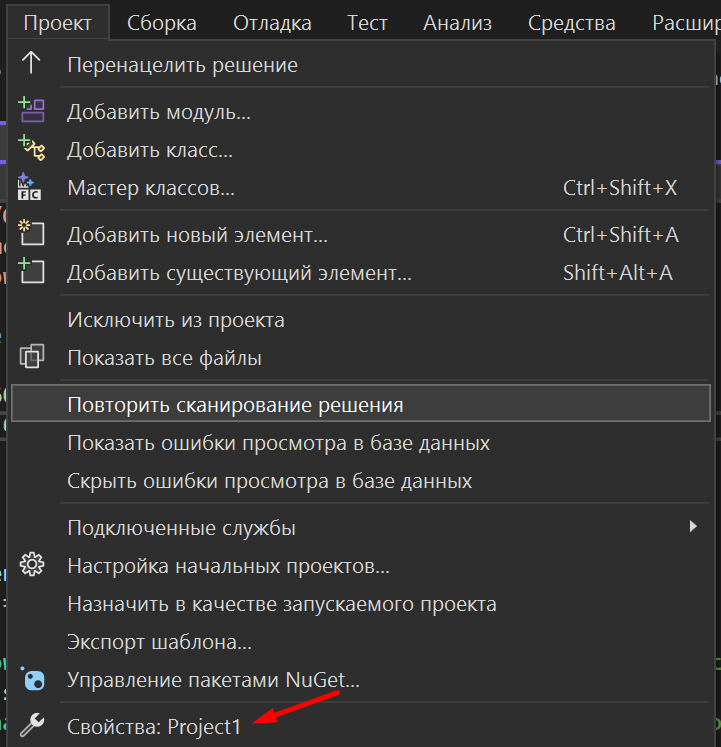 Проект Сборка Отладка Тест Анализ Средства Расшир
Перенацелить решение
Добавить модуль...
Добавить класс...
Мастер классов... Ctrl+Shift+X
Добавить новый элемент... Ctrl+Shift+A
Добавить существующий элемент... Shift+Alt+A
Исключить из проекта
Показать все файлы
Повторить сканирование решения
Показать ошибки просмотра в базе данных
Скрыть ошибки просмотра в базе данных
Подключенные службы
Настройка начальных проектов...
Назначить в качестве запускаемого проекта
Экспорт шаблона...
Управление пакетами NuGet...
Свойства: Project1